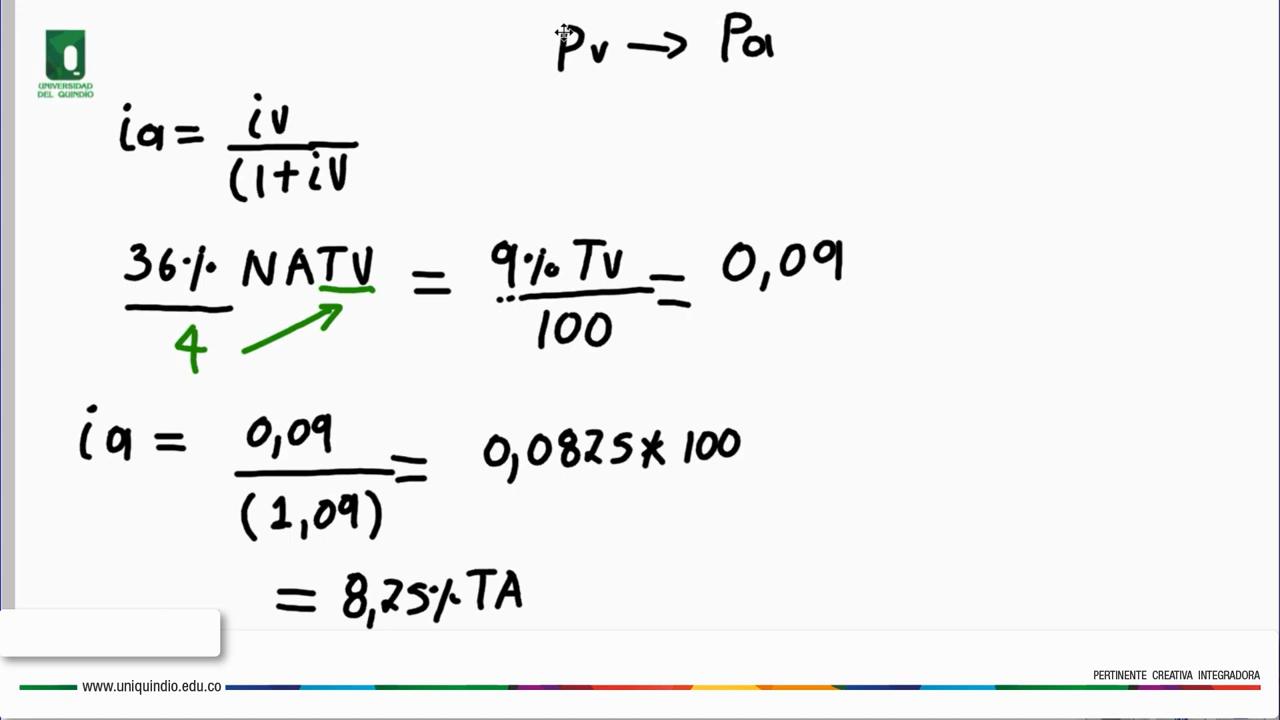 Pv → Pa
UNIVERSIDAD
DEL QUINDÍO
ia = iv
(1+iV
36% NATV = 9% Tv = 0,09
4
100
ia = 0,09 = 0,0825 * 100
(1,09)
= 8,25% TA
PERTINENTE CREATIVA INTEGRADORA
www.uniquindio.edu.co